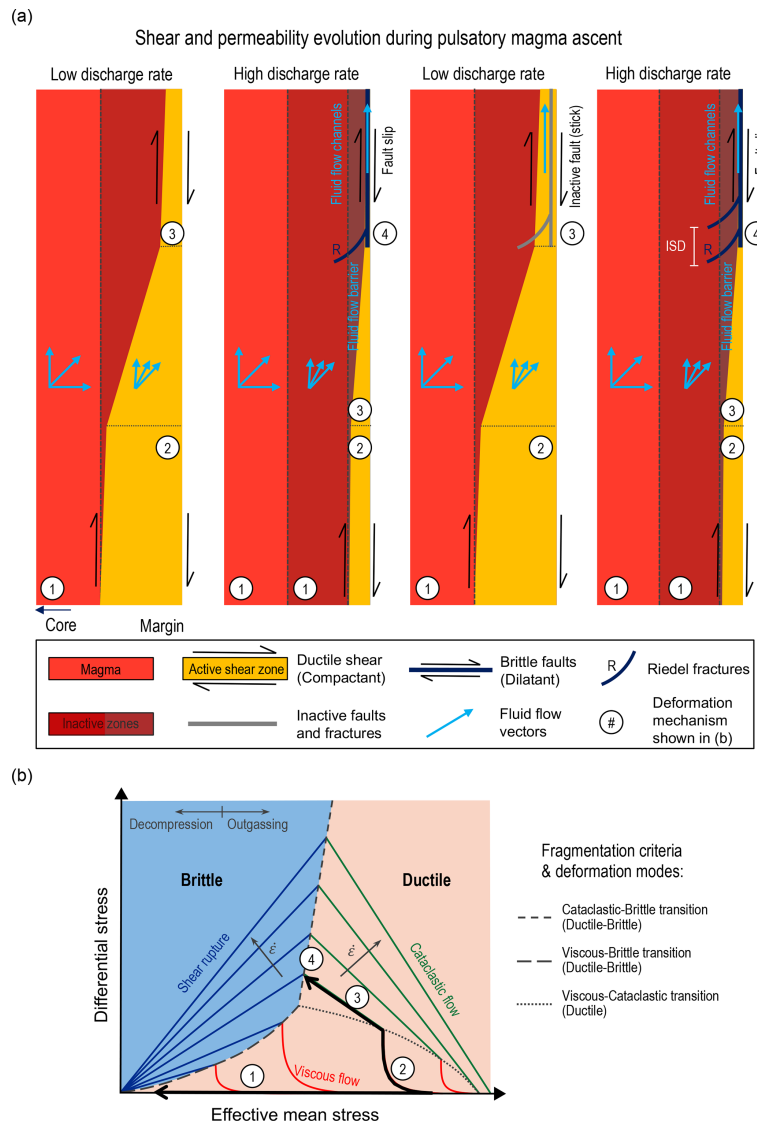 (a)
Shear and permeability evolution during pulsatory magma ascent
Low discharge rate
High discharge rate
Low discharge rate
High discharge rate
Fluid flow channels
Fault slip
Inactive fault (stick)
Fluid flow channels
3
R
4
3
ISD
R
4
Fluid flow barrier
Fluid flow barrier
3
3
2
2
2
2
1
1
1
1
1
1
Core
Margin
Magma
Active shear zone
Ductile shear
(Compactant)
Brittle faults
(Dilatant)
R
Riedel fractures
Inactive zones
Inactive faults
and fractures
Fluid flow
vectors
#
Deformation
mechanism
shown in (b)
(b)
Differential stress
Decompression
Outgassing
Brittle
Ductile
Shear rupture
ε̇
ε̇
Cataclastic flow
4
3
1
Viscous flow
2
Effective mean stress
Fragmentation criteria
& deformation modes:
Cataclastic-Brittle transition
(Ductile-Brittle)
Viscous-Brittle transition
(Ductile-Brittle)
Viscous-Cataclastic transition
(Ductile)